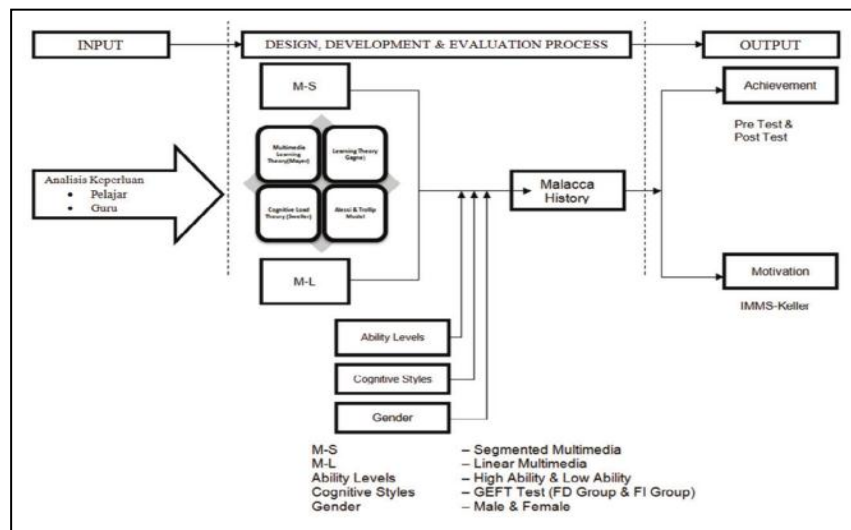 INPUT
DESIGN, DEVELOPMENT & EVALUATION PROCESS
OUTPUT
M-S
Achievement
Pre Test &
Post Test
Multimedia
Learning
Theory(Mayer)
Learning Theory
Gagne)
Analisis Keperluan
• Pelajar
• Guru
Malacca
History
Cognitive Load
Theory (Sweller)
Alessi & Trollip
Model
M-L
Motivation
IMMS-Keller
Ability Levels
Cognitive Styles
Gender
M-S – Segmented Multimedia
M-L – Linear Multimedia
Ability Levels – High Ability & Low Ability
Cognitive Styles – GEFT Test (FD Group & FI Group)
Gender – Male & Female